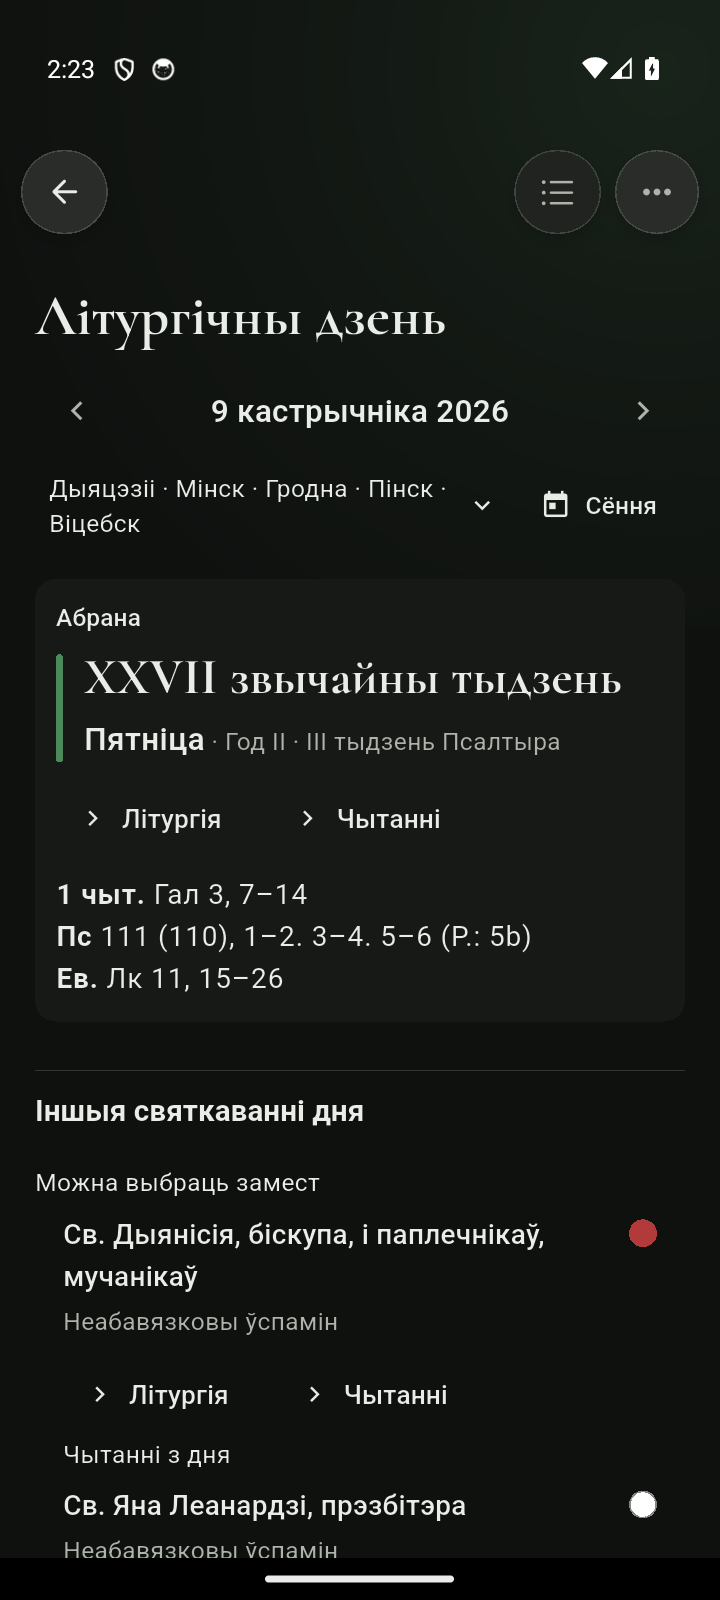 2:23
Літургічны дзень
9 кастрычніка 2026
Дыяцэзіі · Мінск · Гродна · Пінск ·
Віцебск
Сёння
Абрана
XXVII звычайны тыдзень
Пятніца · Год II · III тыдзень Псалтыра
Літургія
Чытанні
1 чыт. Гал 3, 7–14
Пс 111 (110), 1–2. 3–4. 5–6 (Р.: 5b)
Ев. Лк 11, 15–26
Іншыя святкаванні дня
Можна выбраць замест
Св. Дыянісія, біскупа, і паплечнікаў,
мучанікаў
Неабавязковы ўспамін
Літургія
Чытанні
Чытанні з дня
Св. Яна Леанардзі, прэзбітэра
Неабавязковы ўспамін